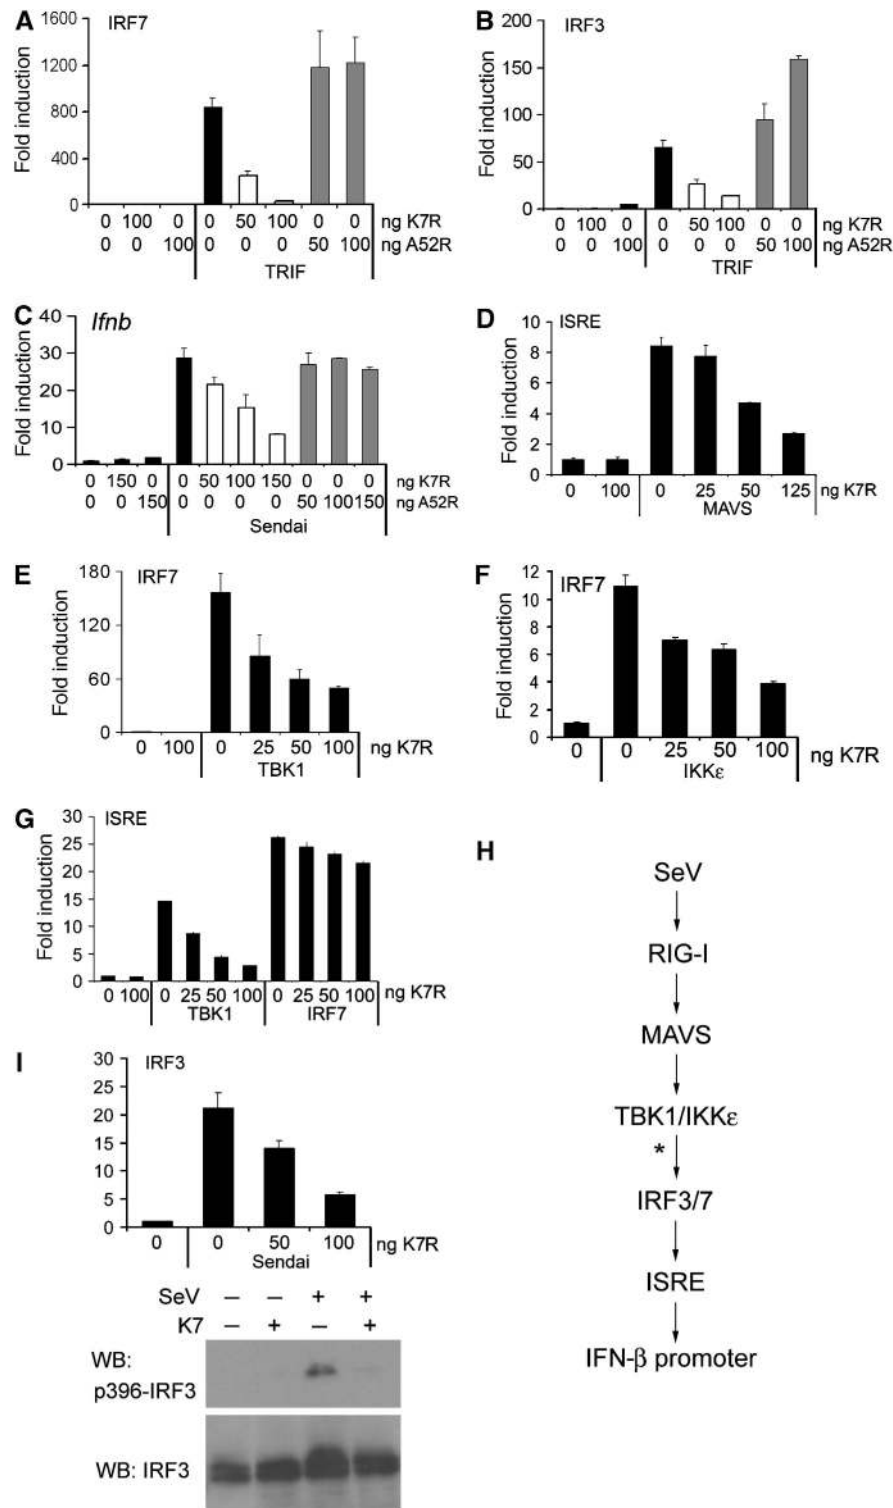 A
IRF7
Fold induction
1600
1200
800
400
0
0 100 0 0 50 100 0 0 ng K7R
0 0 100 0 0 0 50 100 ng A52R
TRIF
B
IRF3
Fold induction
200
150
100
50
0
0 100 0 0 50 100 0 0 ng K7R
0 0 100 0 0 0 50 100 ng A52R
TRIF
C
Ifnb
Fold induction
40
30
20
10
0
0 150 0 0 50 100 150 0 0 0 ng K7R
0 0 150 0 0 0 0 50 100 150 ng A52R
Sendai
D
ISRE
Fold induction
10
8
6
4
2
0
0 100 0 25 50 125 ng K7R
MAVS
E
IRF7
Fold induction
180
120
60
0
0 100 0 25 50 100 ng K7R
TBK1
F
IRF7
Fold induction
12
10
8
6
4
2
0
0 0 25 50 100 ng K7R
IKKε
G
ISRE
Fold induction
30
25
20
15
10
5
0
0 100 0 25 50 100 0 25 50 100 ng K7R
TBK1 IRF7
H
SeV
RIG-I
MAVS
TBK1/IKKε
*
IRF3/7
ISRE
IFN-β promoter
I
IRF3
Fold induction
30
25
20
15
10
5
0
0 0 50 100 ng K7R
Sendai
SeV – – + +
K7 – + – +
WB:
p396-IRF3
WB: IRF3